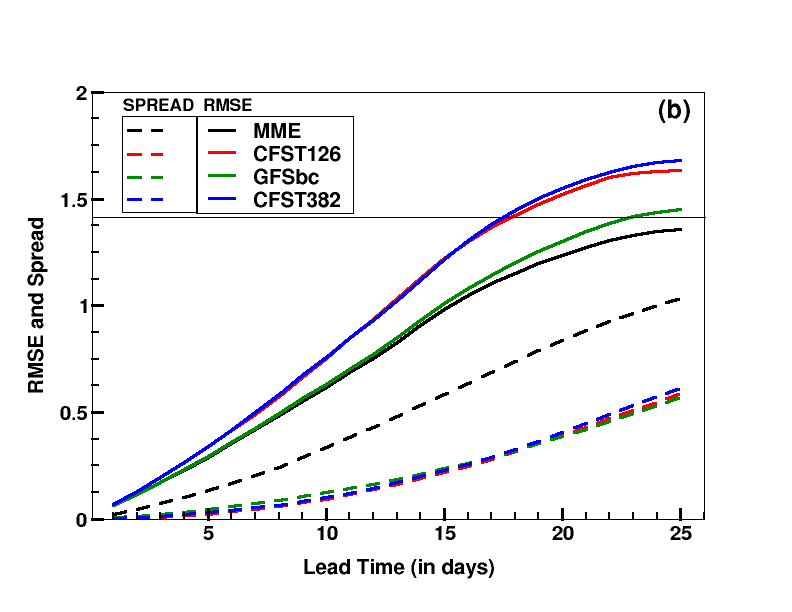 (b)
SPREAD RMSE
MME
CFST126
GFSbc
CFST382
RMSE and Spread
2
1.5
1
0.5
0
5 10 15 20 25
Lead Time (in days)